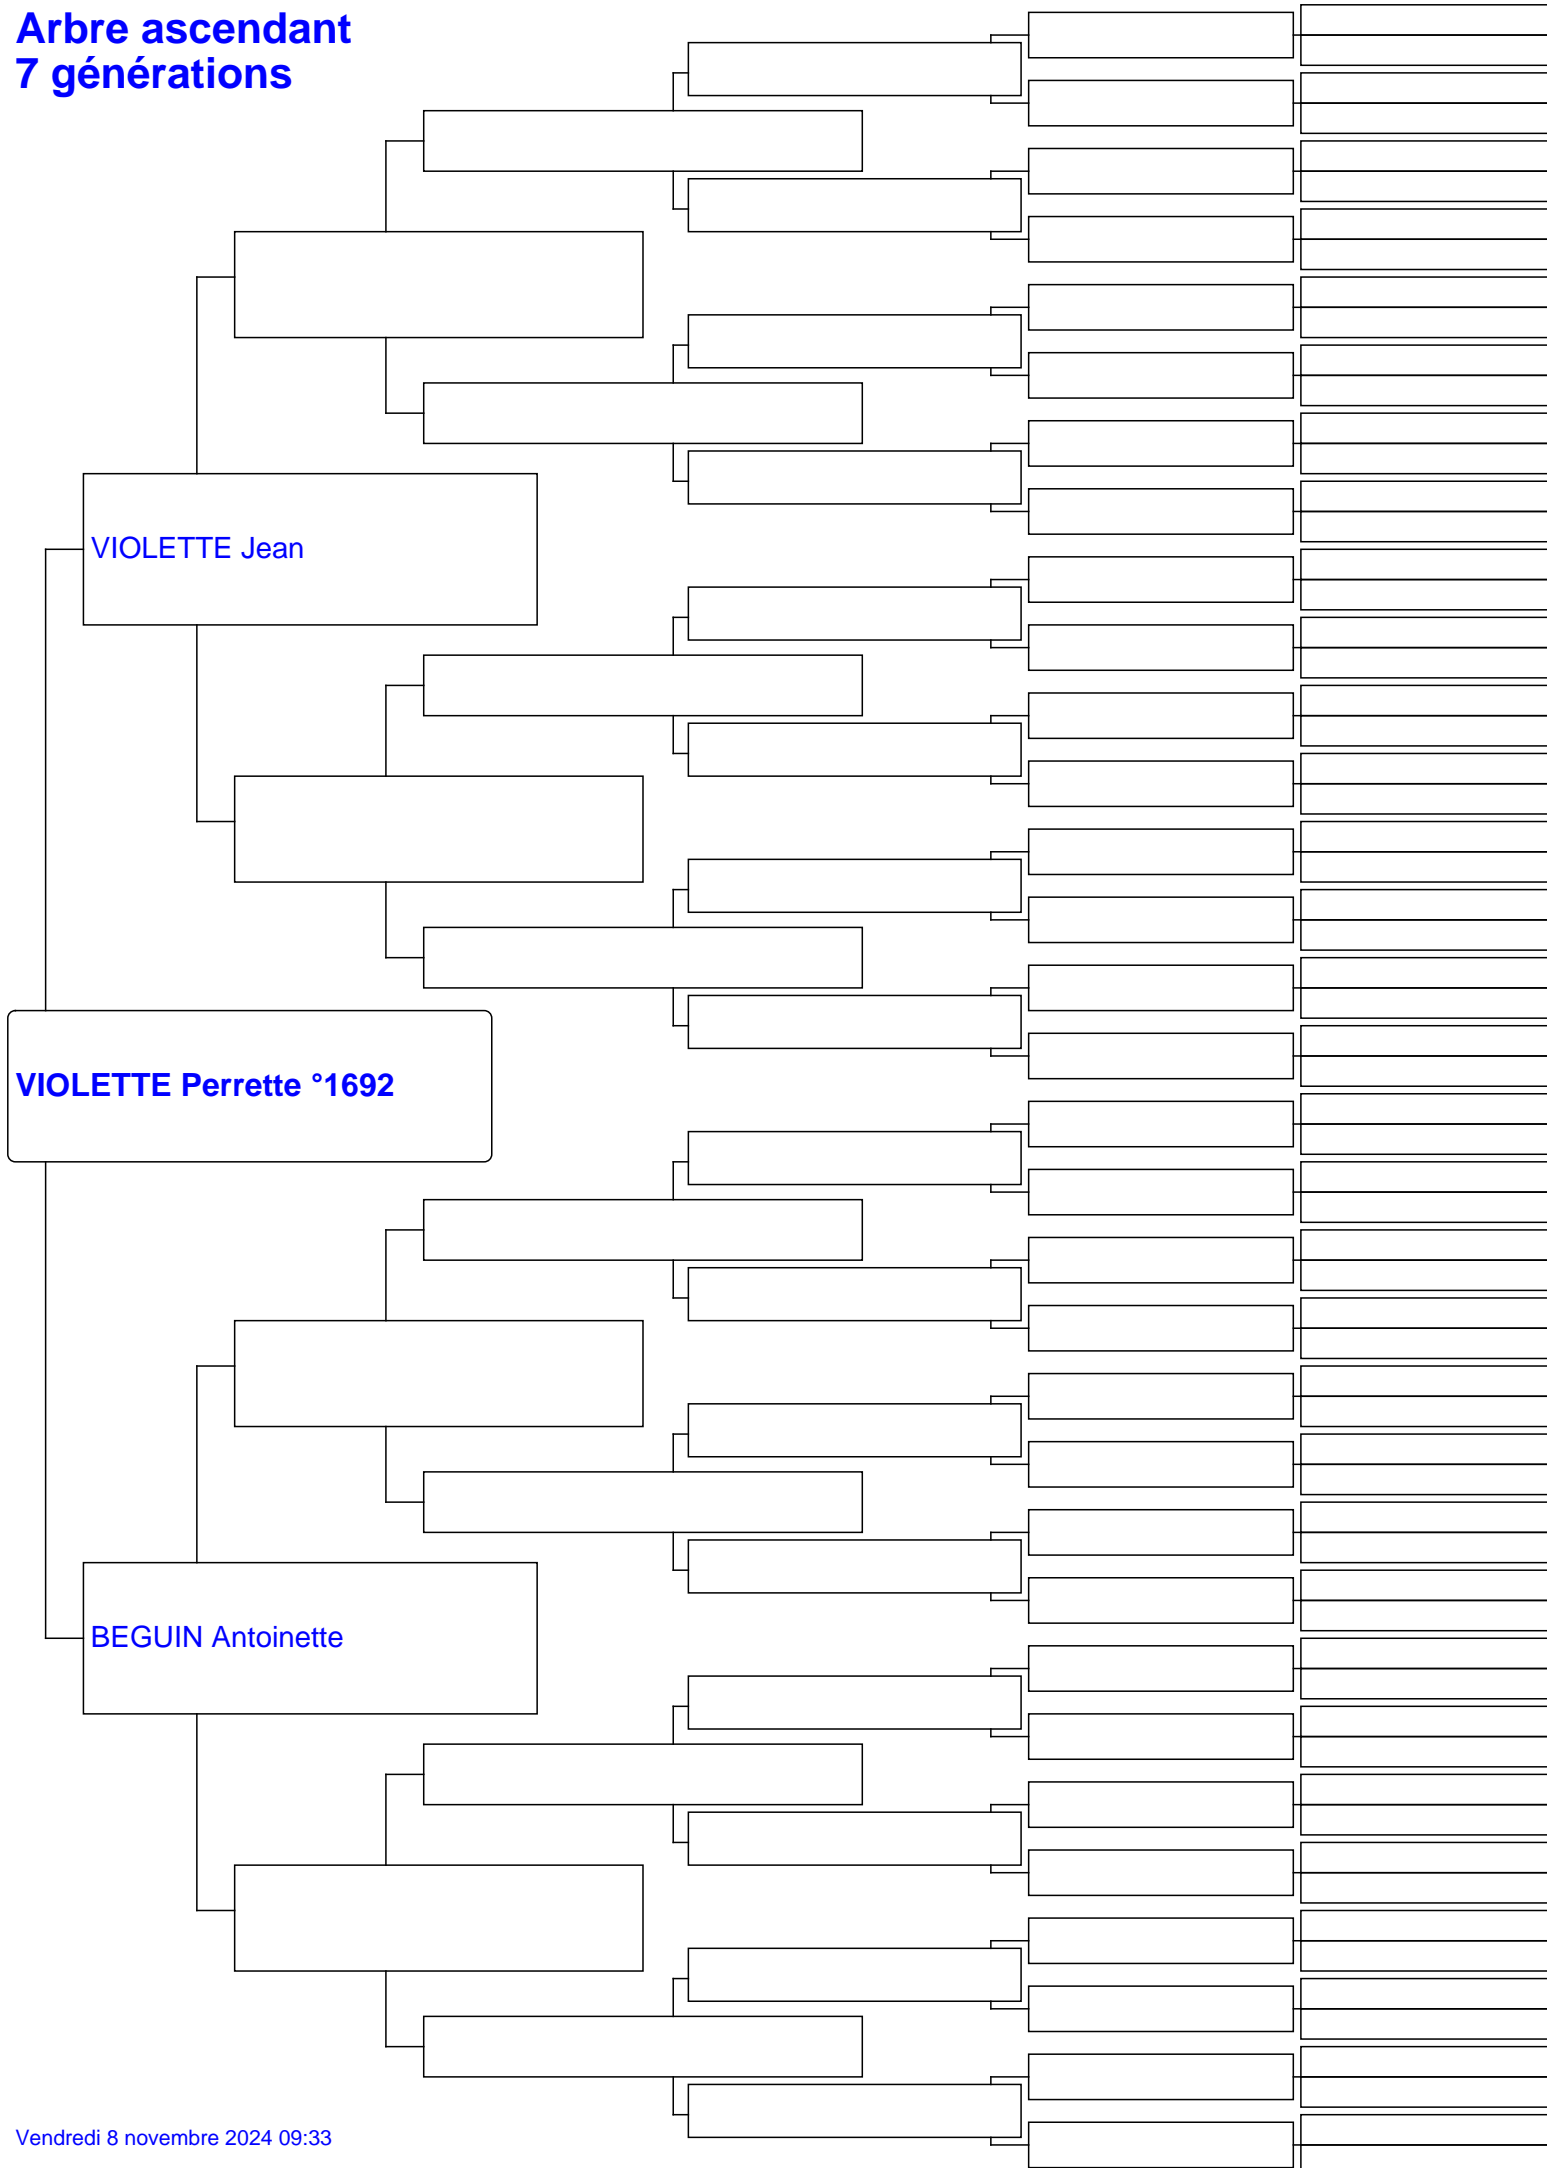 Arbre ascendant
7 générations
VIOLETTE Jean
VIOLETTE Perrette °1692
BEGUIN Antoinette
Vendredi 8 novembre 2024 09:33